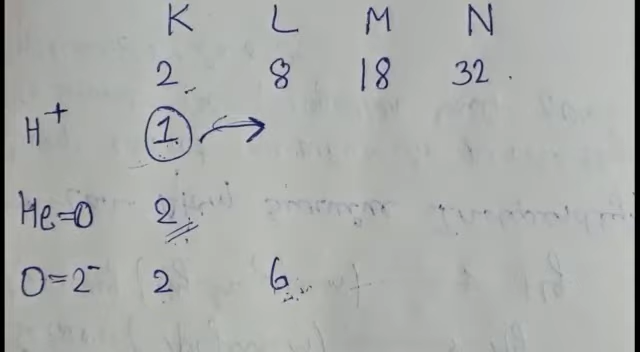 K L M N
2 8 18 32.
H⁺ 1 →
He=0 2
O=2⁻ 2 6